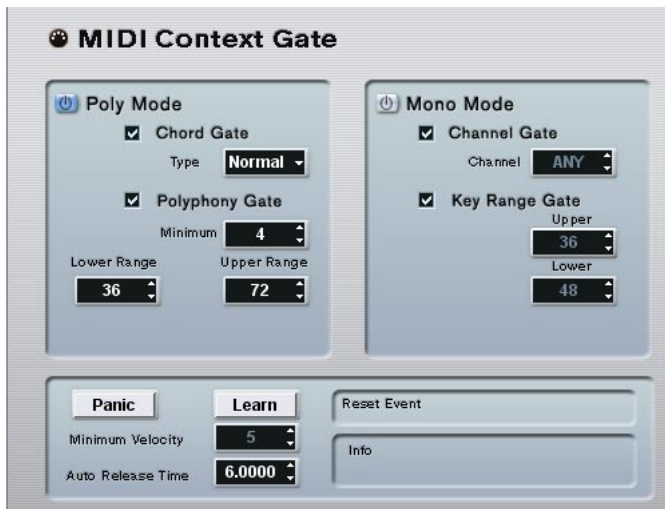 MIDI Context Gate
Poly Mode
Chord Gate
Type Normal
Polyphony Gate
Minimum 4
Lower Range Upper Range
36 72
Mono Mode
Channel Gate
Channel ANY
Key Range Gate
Upper
36
Lower
48
Panic Learn
Minimum Velocity 5
Auto Release Time 6.0000
Reset Event
Info